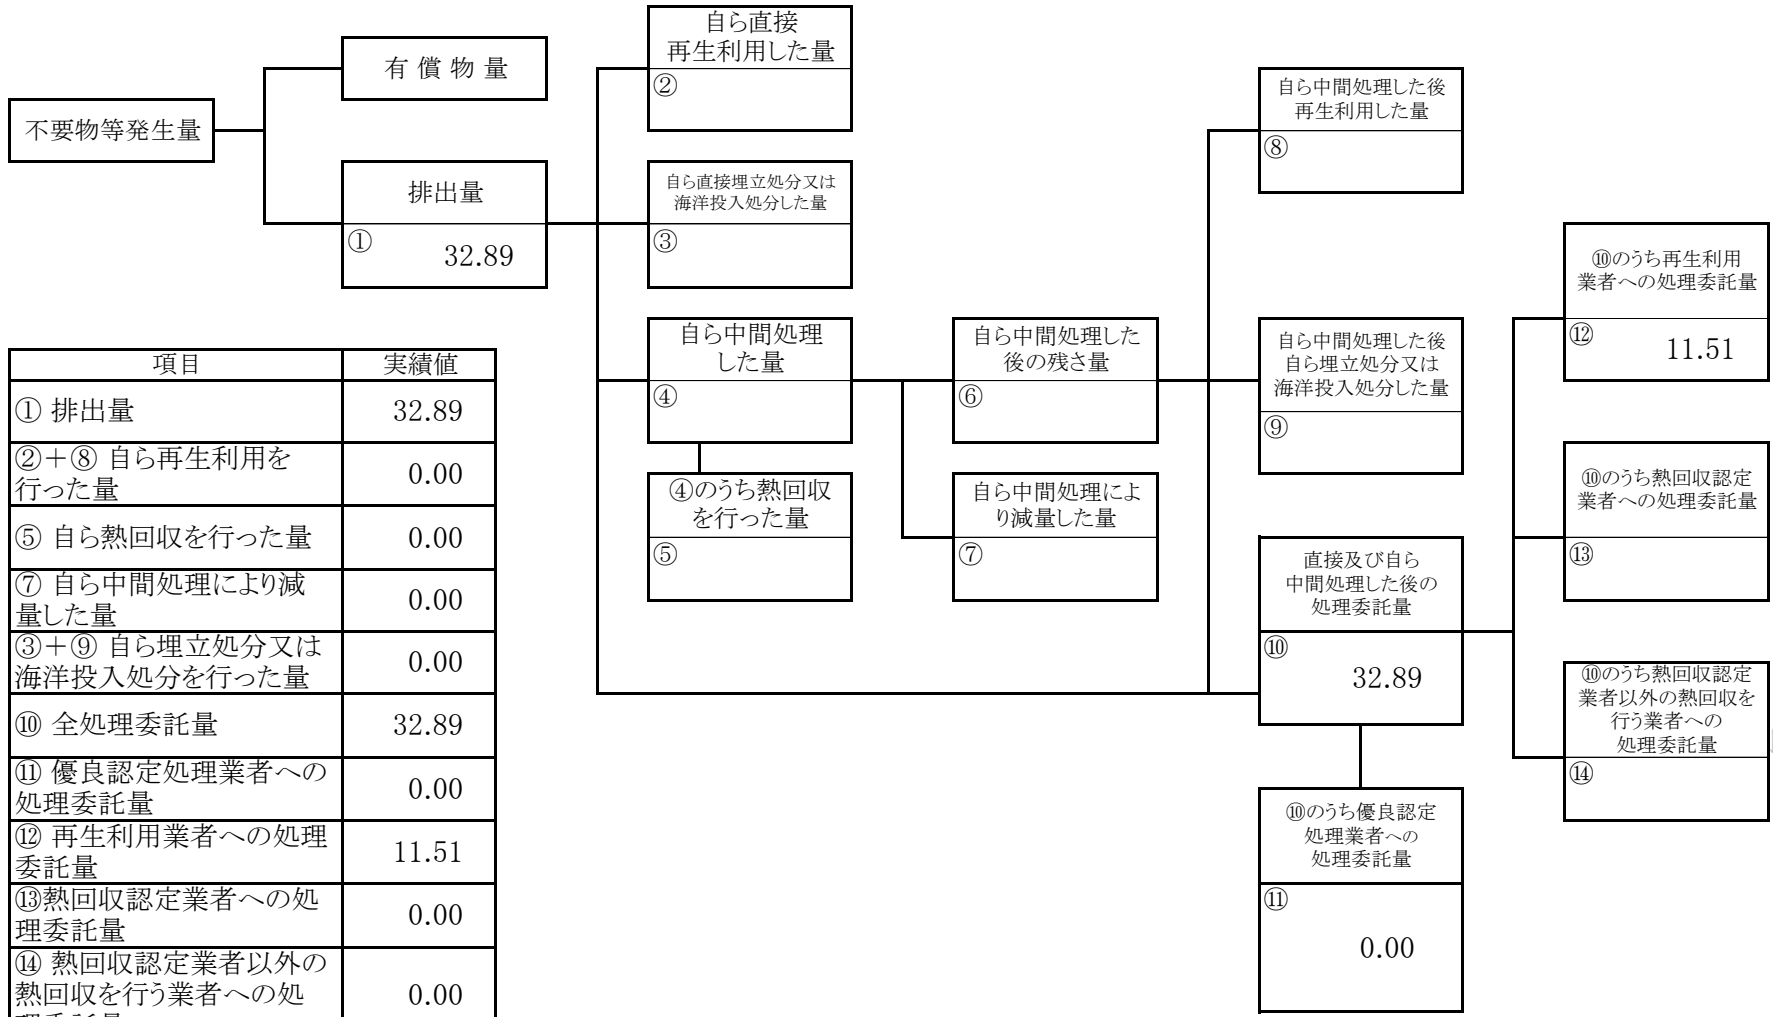 不要物等発生量
有 償 物 量
排出量
① 32.89
自ら直接
再生利用した量
②
自ら直接埋立処分又は
海洋投入処分した量
③
自ら中間処理
した量
④
④のうち熱回収
を行った量
⑤
自ら中間処理した
後の残さ量
⑥
自ら中間処理によ
り減量した量
⑦
自ら中間処理した後
再生利用した量
⑧
自ら中間処理した後
自ら埋立処分又は
海洋投入処分した量
⑨
直接及び自ら
中間処理した後の
処理委託量
⑩
32.89
⑩のうち優良認定
処理業者への
処理委託量
⑪
0.00
⑩のうち再生利用
業者への処理委託量
⑫ 11.51
⑩のうち熱回収認定
業者への処理委託量
⑬
⑩のうち熱回収認定
業者以外の熱回収を
行う業者への
処理委託量
⑭
項目 実績値
① 排出量 32.89
②＋⑧ 自ら再生利用を
行った量 0.00
⑤ 自ら熱回収を行った量 0.00
⑦ 自ら中間処理により減
量した量 0.00
③＋⑨ 自ら埋立処分又は
海洋投入処分を行った量 0.00
⑩ 全処理委託量 32.89
⑪ 優良認定処理業者への
処理委託量 0.00
⑫ 再生利用業者への処理
委託量 11.51
⑬熱回収認定業者への処
理委託量 0.00
⑭ 熱回収認定業者以外の
熱回収を行う業者への処 0.00